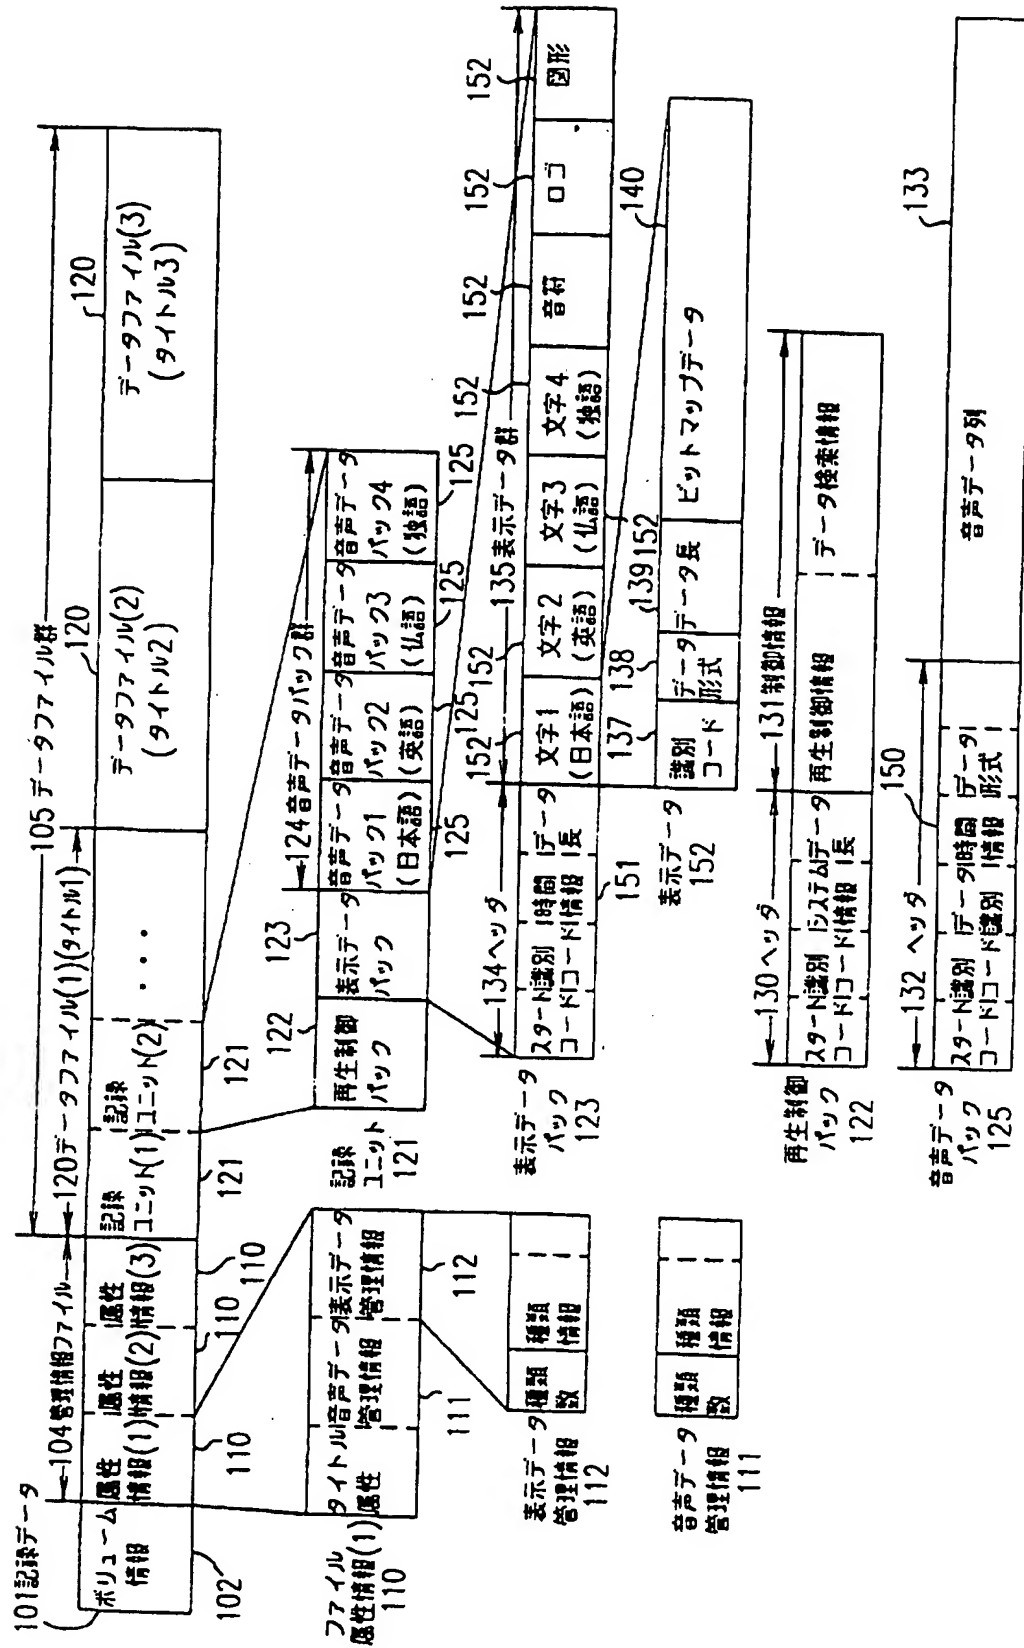 101記録データ
ボリューム
情報
102
104管理情報ファイル
属性
情報(1)
110
属性
情報(2)
110
属性
情報(3)
110
105データファイル群
120データファイル(1)(タイトル1)
記録
ユニット(1)
121
記録
ユニット(2)
121
・・・
120
データファイル(2)
(タイトル2)
120
データファイル(3)
(タイトル3)
ファイル
属性情報(1)
110
タイトル
属性
音声データ
管理情報
111
表示データ
管理情報
112
表示データ
管理情報
112
種類
数
種類
情報
音声データ
管理情報
111
種類
数
種類
情報
記録
ユニット
121
122
再生制御
パック
123
表示データ
パック
124音声データパック群
音声データ
パック1
(日本語)
125
音声データ
パック2
(英語)
125
音声データ
パック3
(仏語)
125
音声データ
パック4
(独語)
125
表示データ
パック
123
134ヘッダ
スタート
コード
識別
コード
時間
情報
データ
長
151
135表示データ群
152
文字1
(日本語)
152
文字2
(英語)
152
文字3
(仏語)
152
文字4
(独語)
152
音符
152
ロゴ
152
図形
表示データ
152
137
識別
コード
138
データ
形式
139
データ長
140
ビットマップデータ
再生制御
パック
122
130ヘッダ
スタート
コード
識別
コード
システム
情報
データ
長
131制御情報
再生制御情報
データ検索情報
音声データ
パック
125
132ヘッダ
スタート
コード
識別
コード
データ
識別
時間
情報
データ
形式
150
音声データ列
133